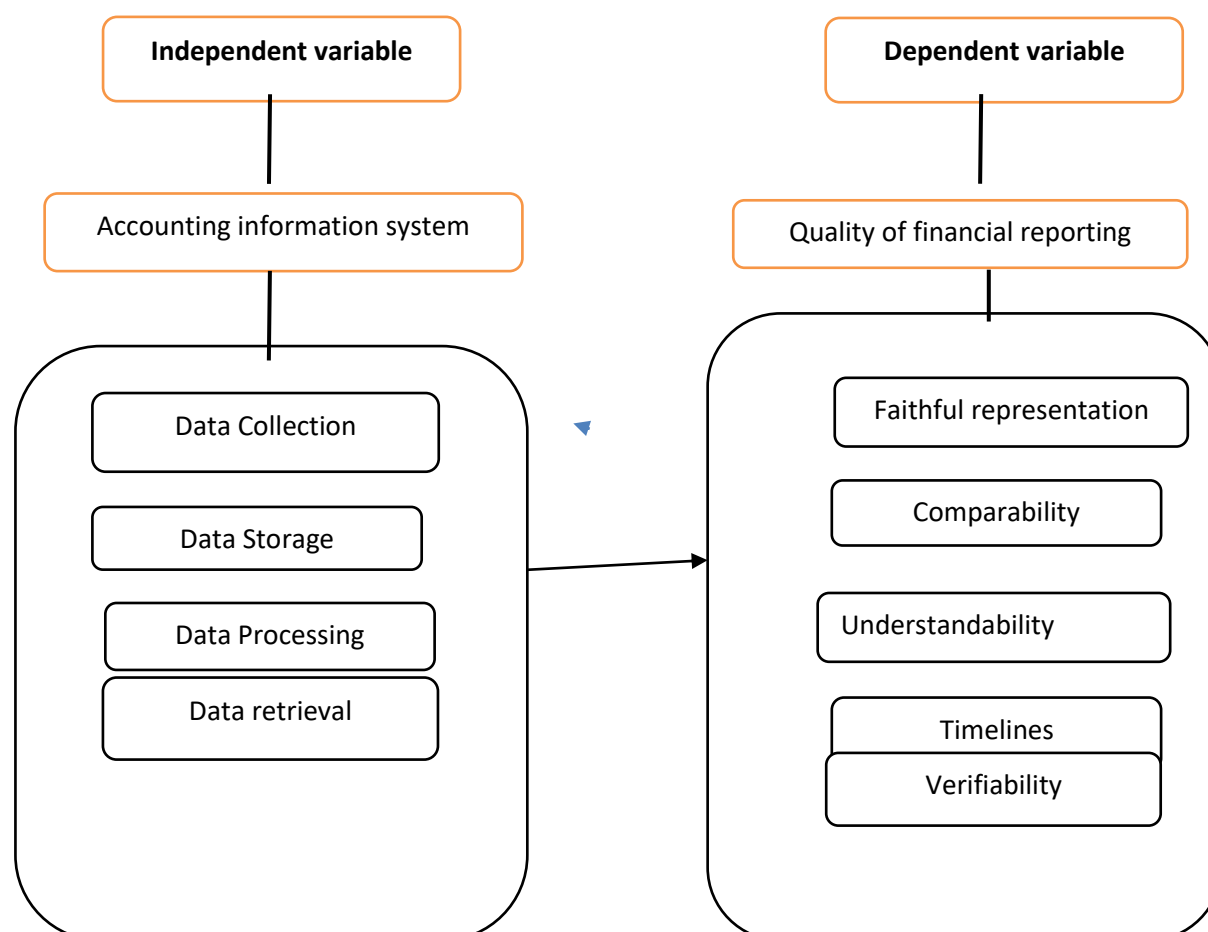 Independent variable
Dependent variable
Accounting information system
Quality of financial reporting
Data Collection
Data Storage
Data Processing
Data retrieval
Faithful representation
Comparability
Understandability
Timelines
Verifiability